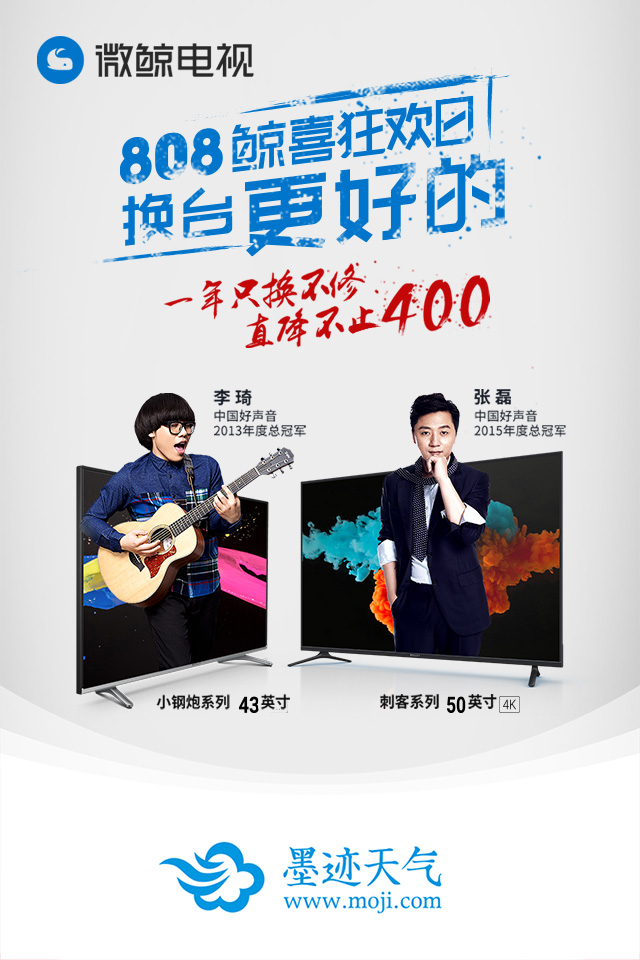 微鲸电视
808鲸喜狂欢日
换台更好的
一年只换不修
直降不止400
李琦
中国好声音
2013年度总冠军
张磊
中国好声音
2015年度总冠军
小钢炮系列 43英寸
刺客系列 50英寸 4K
墨迹天气
www.moji.com